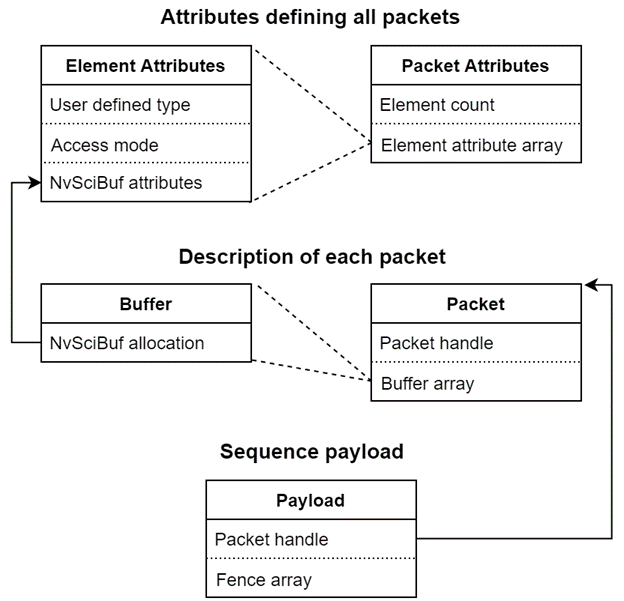 Attributes defining all packets
Element Attributes
User defined type
Access mode
NvSciBuf attributes
Packet Attributes
Element count
Element attribute array
Description of each packet
Buffer
NvSciBuf allocation
Packet
Packet handle
Buffer array
Sequence payload
Payload
Packet handle
Fence array